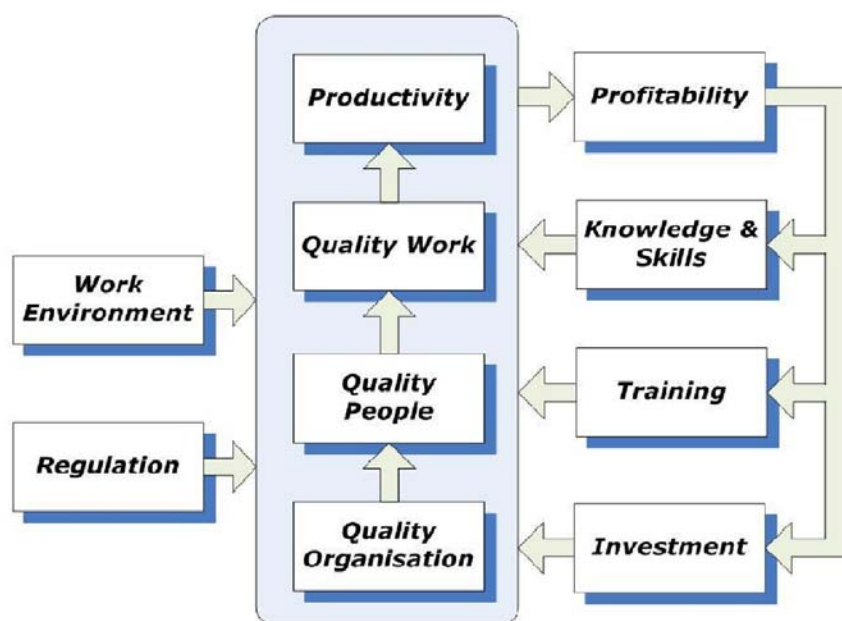 Productivity
Profitability
Quality Work
Knowledge &
Skills
Work
Environment
Quality
People
Training
Regulation
Quality
Organisation
Investment